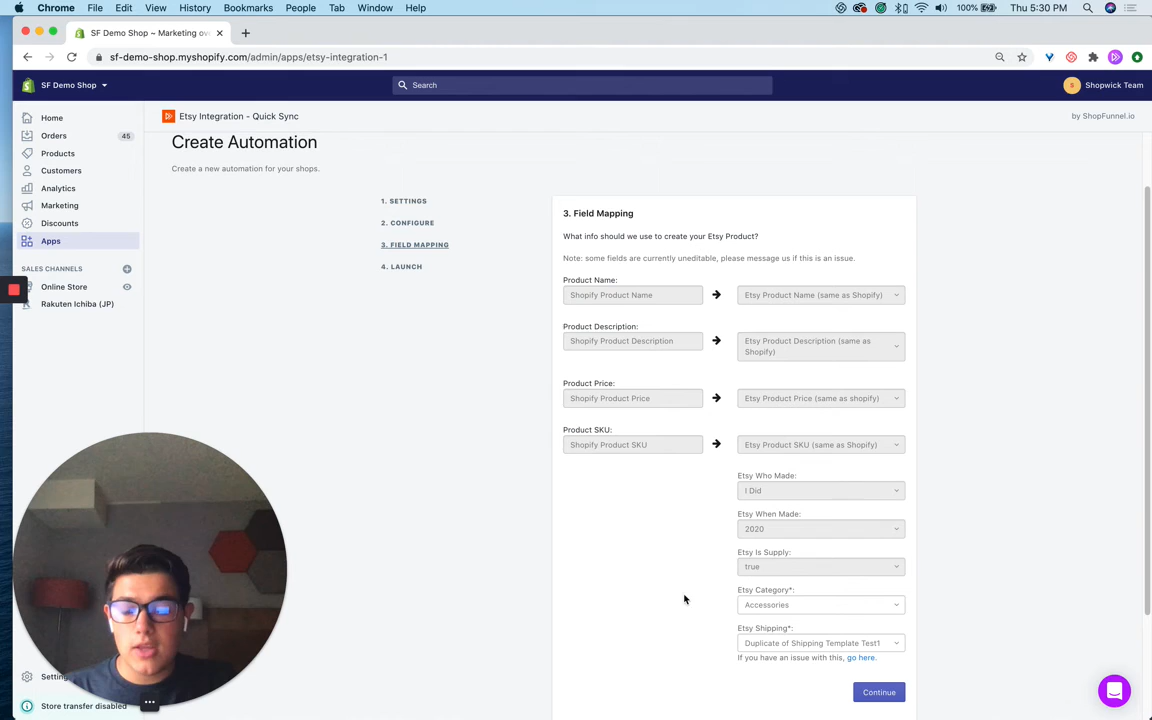 Chrome File Edit View History Bookmarks People Tab Window Help
100% Thu 5:30 PM
SF Demo Shop ~ Marketing ov
sf-demo-shop.myshopify.com/admin/apps/etsy-integration-1
SF Demo Shop
Search
S Shopwick Team
Home
Orders 45
Products
Customers
Analytics
Marketing
Discounts
Apps
SALES CHANNELS
Online Store
Rakuten Ichiba (JP)
Store transfer disabled
Etsy Integration - Quick Sync
by ShopFunnel.io
Create Automation
Create a new automation for your shops.
1. SETTINGS
2. CONFIGURE
3. FIELD MAPPING
4. LAUNCH
3. Field Mapping
What info should we use to create your Etsy Product?
Note: some fields are currently uneditable, please message us if this is an issue.
Product Name:
Shopify Product Name
Etsy Product Name (same as Shopify)
Product Description:
Shopify Product Description
Etsy Product Description (same as
Shopify)
Product Price:
Shopify Product Price
Etsy Product Price (same as shopify)
Product SKU:
Shopify Product SKU
Etsy Product SKU (same as Shopify)
Etsy Who Made:
I Did
Etsy When Made:
2020
Etsy Is Supply:
true
Etsy Category*:
Accessories
Etsy Shipping*:
Duplicate of Shipping Template Test1
If you have an issue with this, go here.
Continue